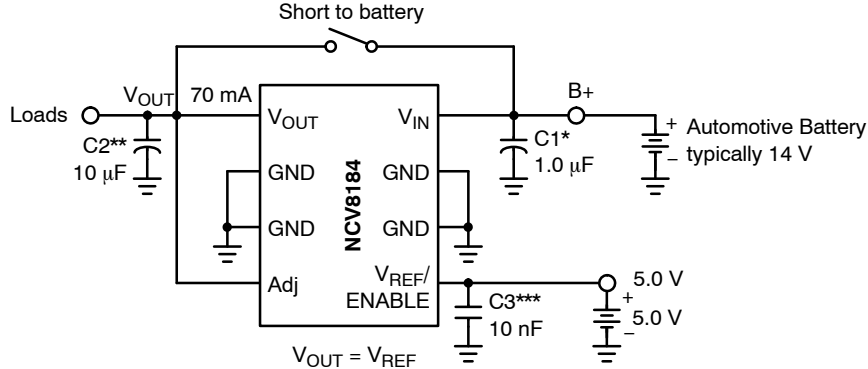 Short to battery
Loads
V_OUT
70 mA
B+
V_OUT
V_IN
C2**
10 μF
C1*
1.0 μF
+ Automotive Battery
− typically 14 V
GND
GND
NCV8184
GND
GND
Adj
V_REF/
ENABLE
C3***
10 nF
5.0 V
+
5.0 V
−
V_OUT = V_REF